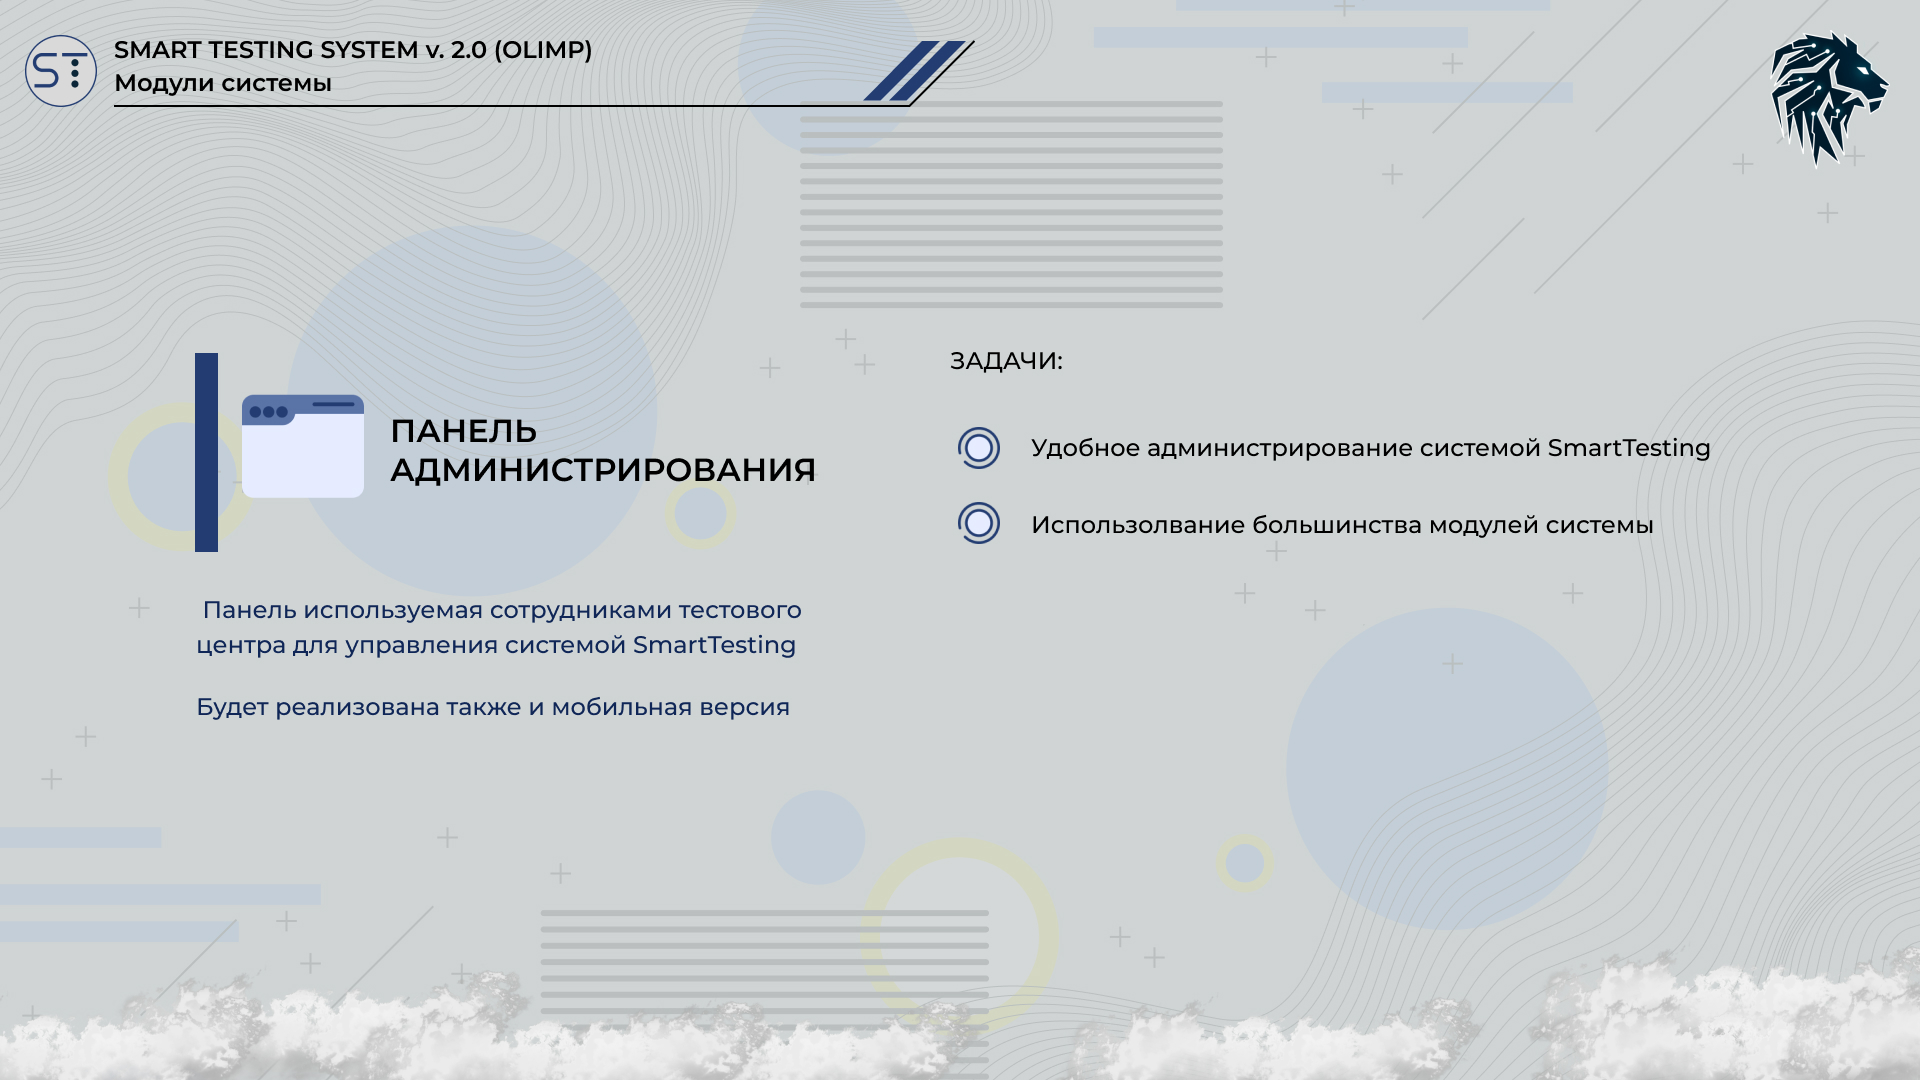 ST
SMART TESTING SYSTEM v. 2.0 (OLIMP)
Модули системы
ПАНЕЛЬ
АДМИНИСТРИРОВАНИЯ
Панель используемая сотрудниками тестового
центра для управления системой SmartTesting
Будет реализована также и мобильная версия
ЗАДАЧИ:
Удобное администрирование системой SmartTesting
Использолвание большинства модулей системы